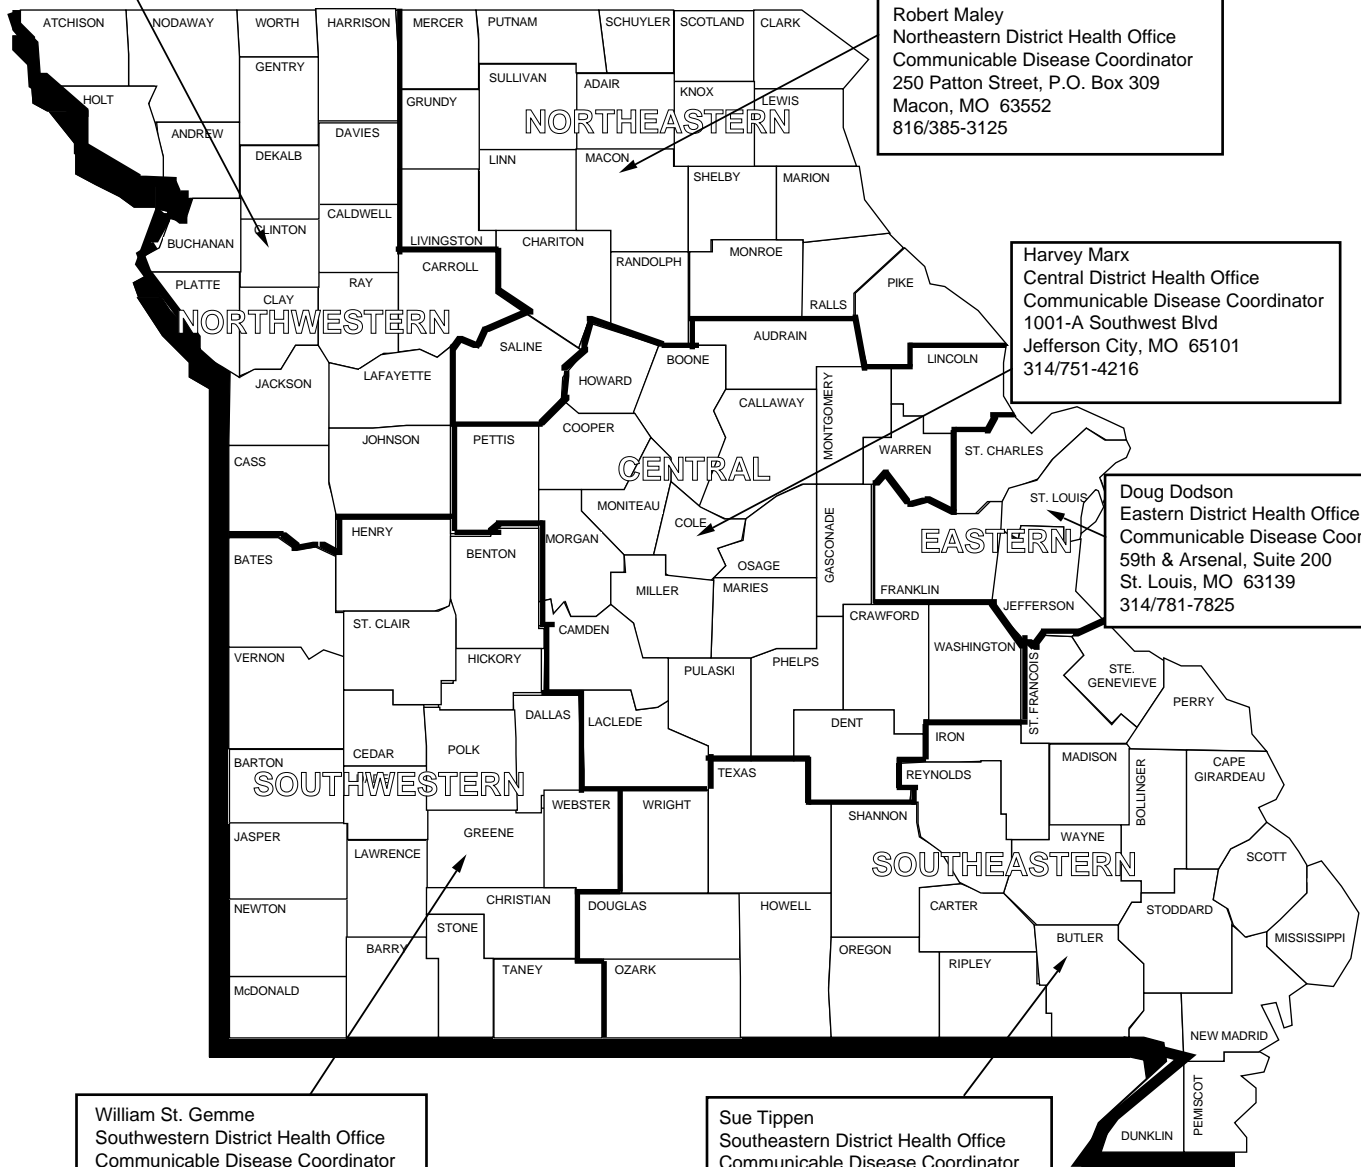 ATCHISON NODAWAY WORTH HARRISON MERCER PUTNAM SCHUYLER SCOTLAND CLARK
Robert Maley
Northeastern District Health Office
Communicable Disease Coordinator
250 Patton Street, P.O. Box 309
Macon, MO  63552
816/385-3125
GENTRY SULLIVAN ADAIR KNOX LEWIS
HOLT GRUNDY
NORTHEASTERN
ANDREW DAVIES
DEKALB LINN MACON
SHELBY MARION
CALDWELL
BUCHANAN CLINTON LIVINGSTON CHARITON MONROE
CARROLL RANDOLPH
PLATTE RAY PIKE
CLAY RALLS
NORTHWESTERN
Harvey Marx
Central District Health Office
Communicable Disease Coordinator
1001-A Southwest Blvd
Jefferson City, MO  65101
314/751-4216
SALINE BOONE AUDRAIN LINCOLN
JACKSON LAFAYETTE HOWARD
CALLAWAY MONTGOMERY
JOHNSON PETTIS COOPER
CASS WARREN ST. CHARLES
CENTRAL
MONITEAU COLE ST. LOUIS
Doug Dodson
Eastern District Health Office
Communicable Disease Coor
59th & Arsenal, Suite 200
St. Louis, MO  63139
314/781-7825
HENRY MORGAN GASCONADE
EASTERN
BATES BENTON OSAGE
MILLER MARIES FRANKLIN JEFFERSON
ST. CLAIR CAMDEN CRAWFORD
VERNON HICKORY PULASKI PHELPS WASHINGTON ST. FRANCOIS STE.
GENEVIEVE
DALLAS LACLEDE DENT PERRY
CEDAR POLK IRON MADISON
BARTON TEXAS REYNOLDS BOLLINGER CAPE
GIRARDEAU
SOUTHWESTERN
WEBSTER WRIGHT SHANNON
JASPER GREENE WAYNE
LAWRENCE SCOTT
SOUTHEASTERN
NEWTON CHRISTIAN DOUGLAS HOWELL CARTER STODDARD
STONE BUTLER MISSISSIPPI
BARRY OREGON RIPLEY
McDONALD TANEY OZARK
NEW MADRID
PEMISCOT
DUNKLIN
William St. Gemme
Southwestern District Health Office
Communicable Disease Coordinator
Sue Tippen
Southeastern District Health Office
Communicable Disease Coordinator